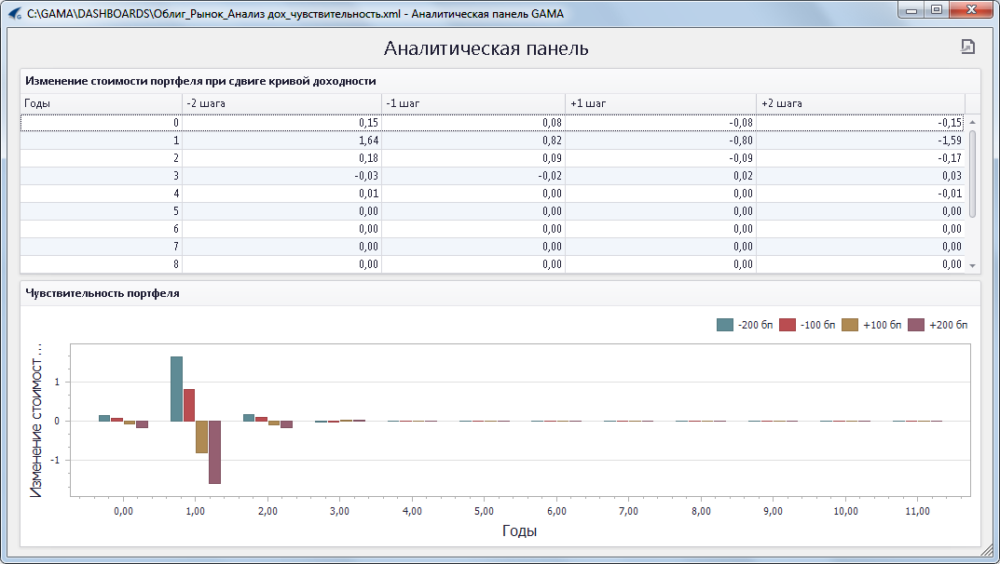 C:\GAMA\DASHBOARDS\Облиг_Рынок_Анализ дох_чувствительность.xml - Аналитическая панель GAMA
Аналитическая панель
Изменение стоимости портфеля при сдвиге кривой доходности
Годы -2 шага -1 шаг +1 шаг +2 шага
0 0,15 0,08 -0,08 -0,15
1 1,64 0,82 -0,80 -1,59
2 0,18 0,09 -0,09 -0,17
3 -0,03 -0,02 0,02 0,03
4 0,01 0,00 0,00 -0,01
5 0,00 0,00 0,00 0,00
6 0,00 0,00 0,00 0,00
7 0,00 0,00 0,00 0,00
8 0,00 0,00 0,00 0,00
Чувствительность портфеля
-200 бп -100 бп +100 бп +200 бп
Изменение стоимост ...
1
0
-1
0,00 1,00 2,00 3,00 4,00 5,00 6,00 7,00 8,00 9,00 10,00 11,00
Годы